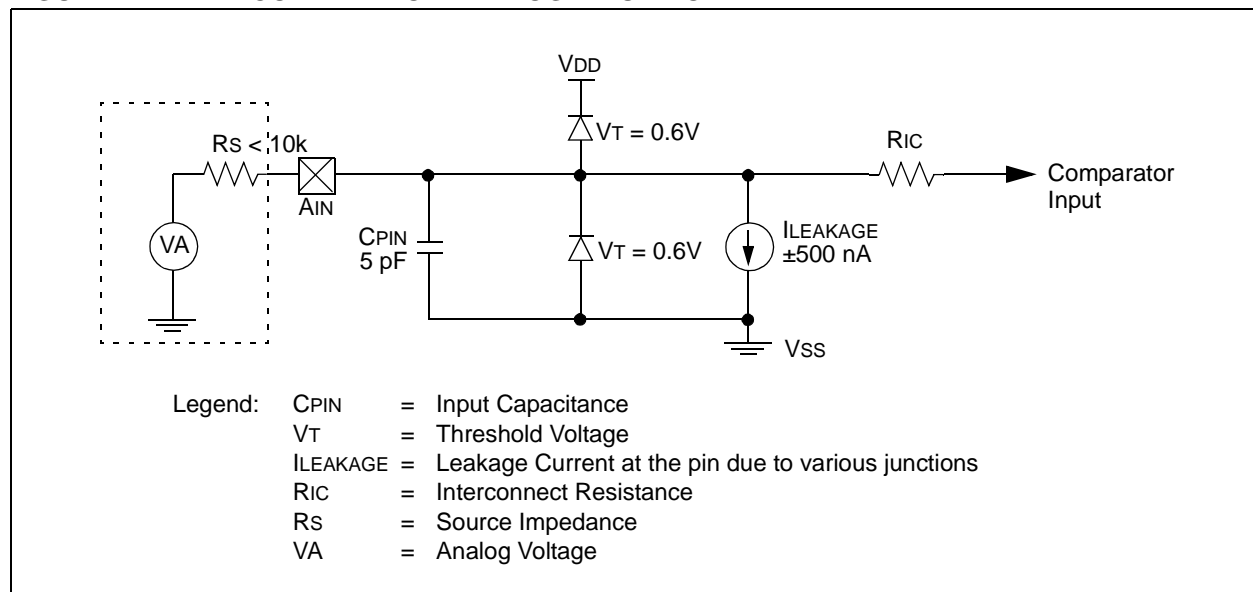 VDD
VT = 0.6V
RS < 10k
RIC
AIN
Comparator
Input
VA
CPIN
5 pF
VT = 0.6V
ILEAKAGE
±500 nA
VSS
Legend: CPIN = Input Capacitance
VT = Threshold Voltage
ILEAKAGE = Leakage Current at the pin due to various junctions
RIC = Interconnect Resistance
RS = Source Impedance
VA = Analog Voltage